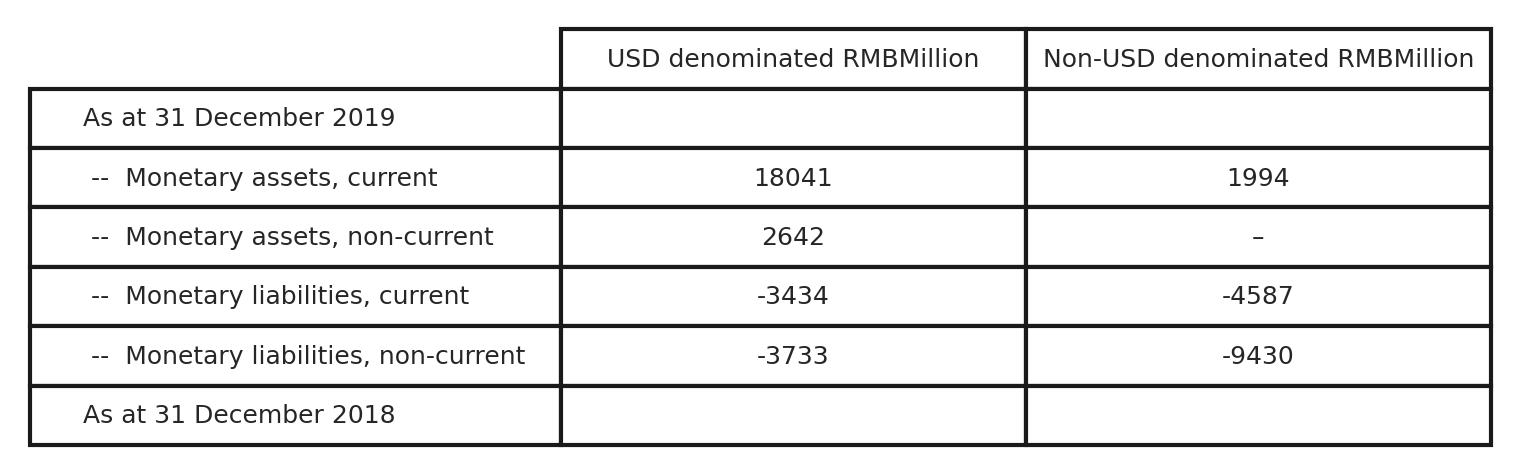 USD denominated RMBMillion Non-USD denominated RMBMillion
As at 31 December 2019
-- Monetary assets, current 18041 1994
-- Monetary assets, non-current 2642 –
-- Monetary liabilities, current -3434 -4587
-- Monetary liabilities, non-current -3733 -9430
As at 31 December 2018